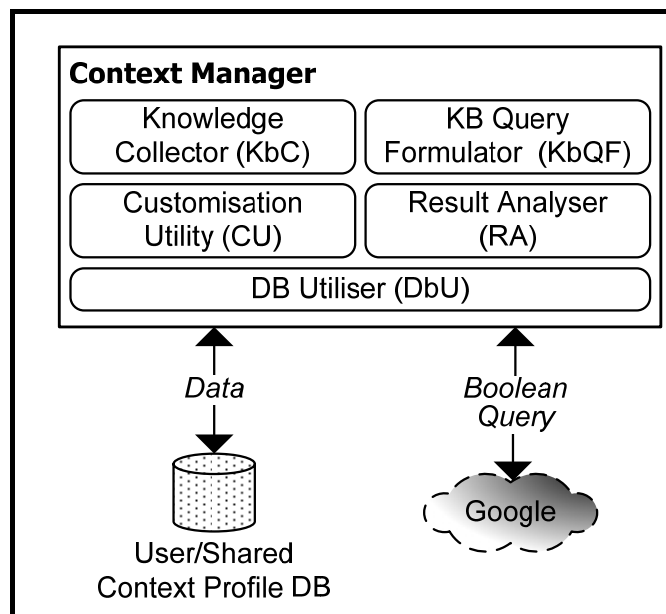 Context Manager
Knowledge
Collector (KbC)
KB Query
Formulator (KbQF)
Customisation
Utility (CU)
Result Analyser
(RA)
DB Utiliser (DbU)
Data
Boolean
Query
Google
User/Shared
Context Profile DB